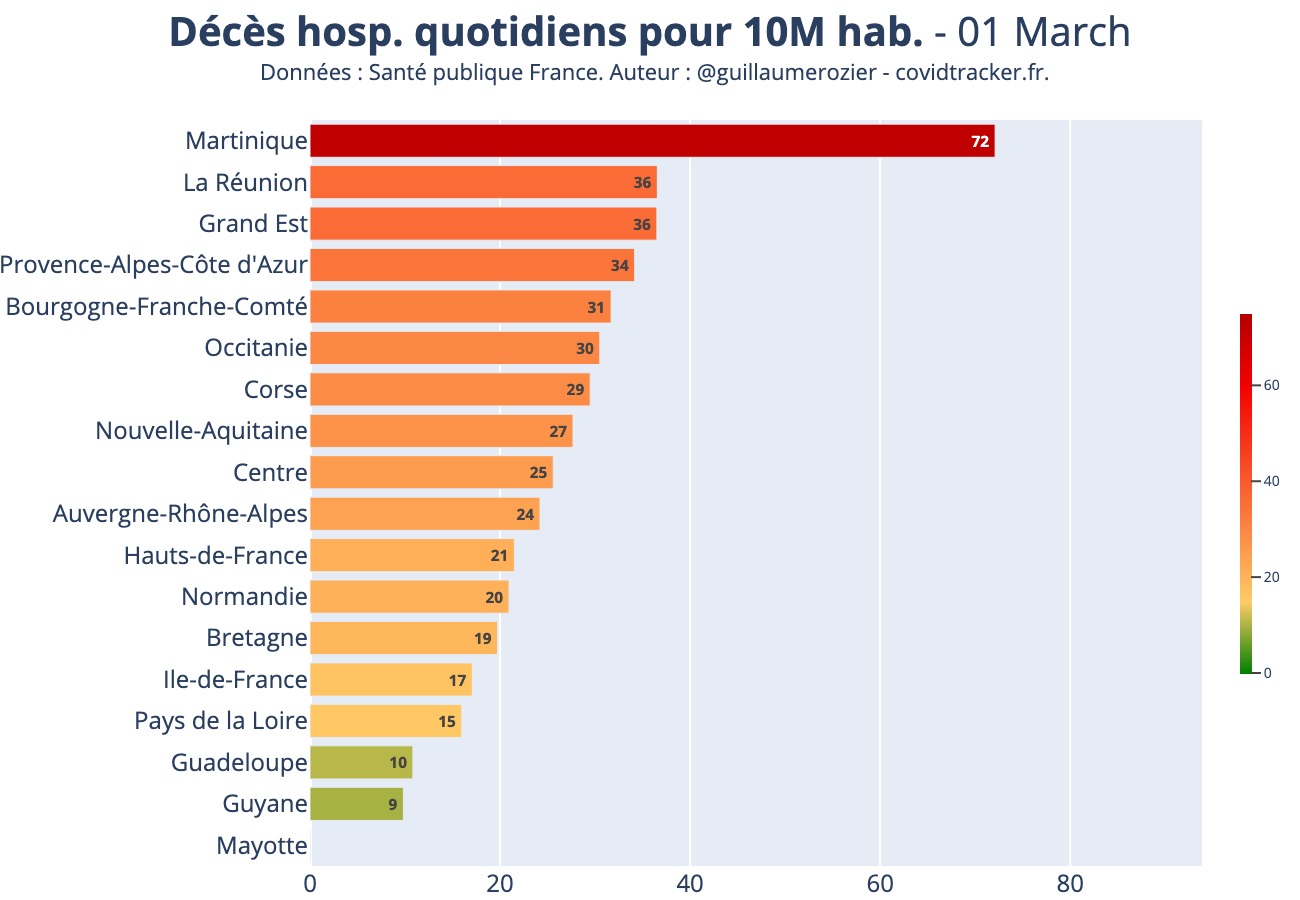 Décès hosp. quotidiens pour 10M hab. - 01 March
Données : Santé publique France. Auteur : @guillaumerozier - covidtracker.fr.
Martinique 72
La Réunion 36
Grand Est 36
Provence-Alpes-Côte d'Azur 34
Bourgogne-Franche-Comté 31
Occitanie 30
Corse 29
Nouvelle-Aquitaine 27
Centre 25
Auvergne-Rhône-Alpes 24
Hauts-de-France 21
Normandie 20
Bretagne 19
Ile-de-France 17
Pays de la Loire 15
Guadeloupe 10
Guyane 9
Mayotte
0 20 40 60 80
60
40
20
0